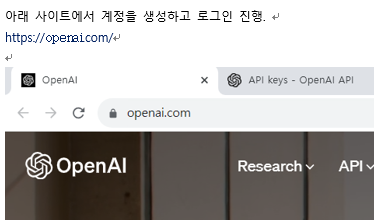 아래 사이트에서 계정을 생성하고 로그인 진행.
https://openai.com/
OpenAI × API keys - OpenAI API
openai.com
OpenAI Research API